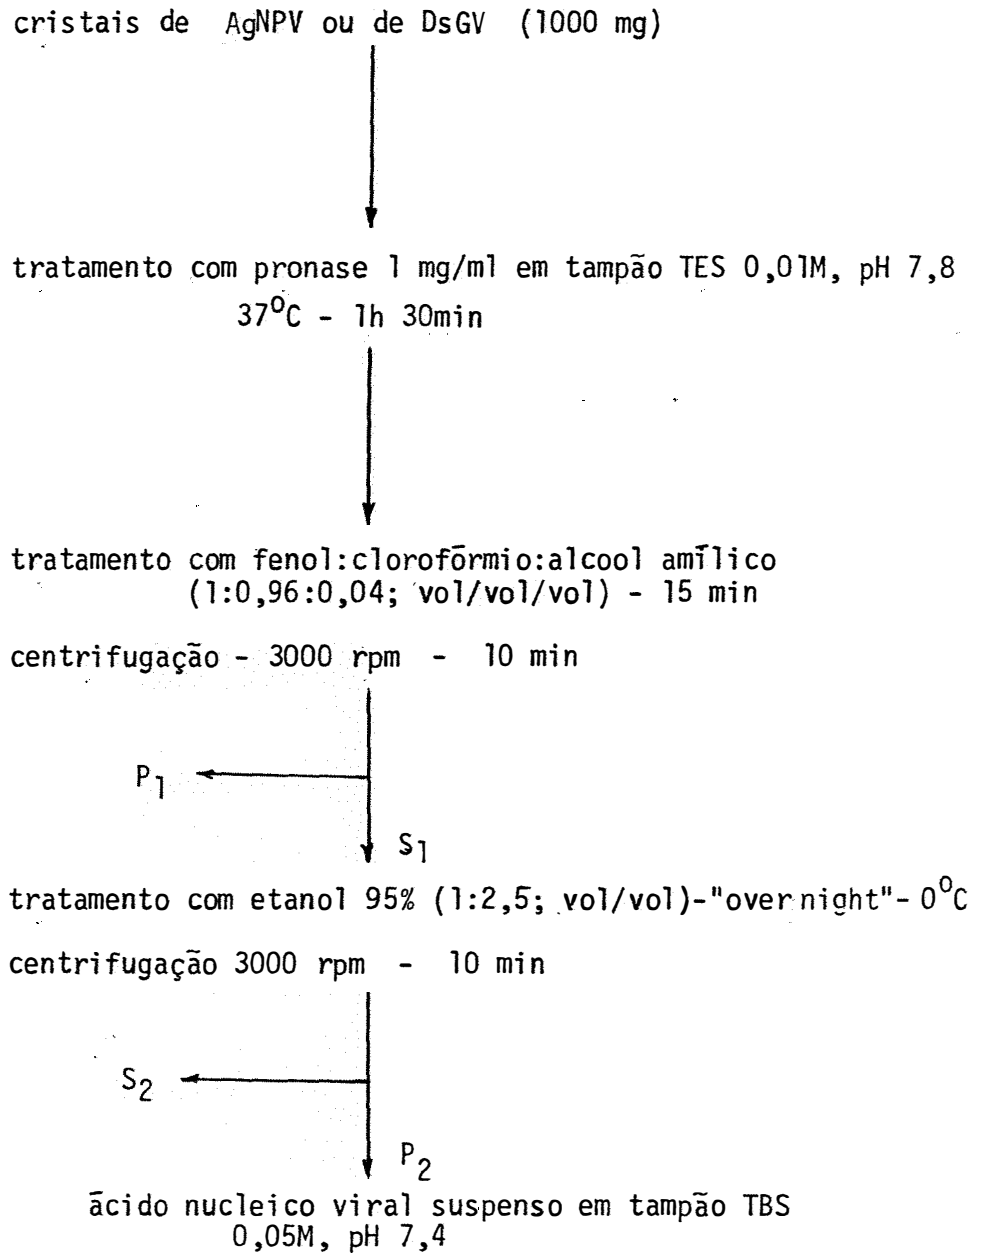 cristais de AgNPV ou de DsGV (1000 mg)
tratamento com pronase 1 mg/ml em tampão TES 0,01M, pH 7,8
37ºC - 1h 30min
tratamento com fenol:clorofórmio:alcool amílico
(1:0,96:0,04; vol/vol/vol) - 15 min
centrifugação - 3000 rpm - 10 min
P1
S1
tratamento com etanol 95% (1:2,5; vol/vol)-"over night"- 0ºC
centrifugação 3000 rpm - 10 min
S2
P2
ácido nucleico viral suspenso em tampão TBS
0,05M, pH 7,4